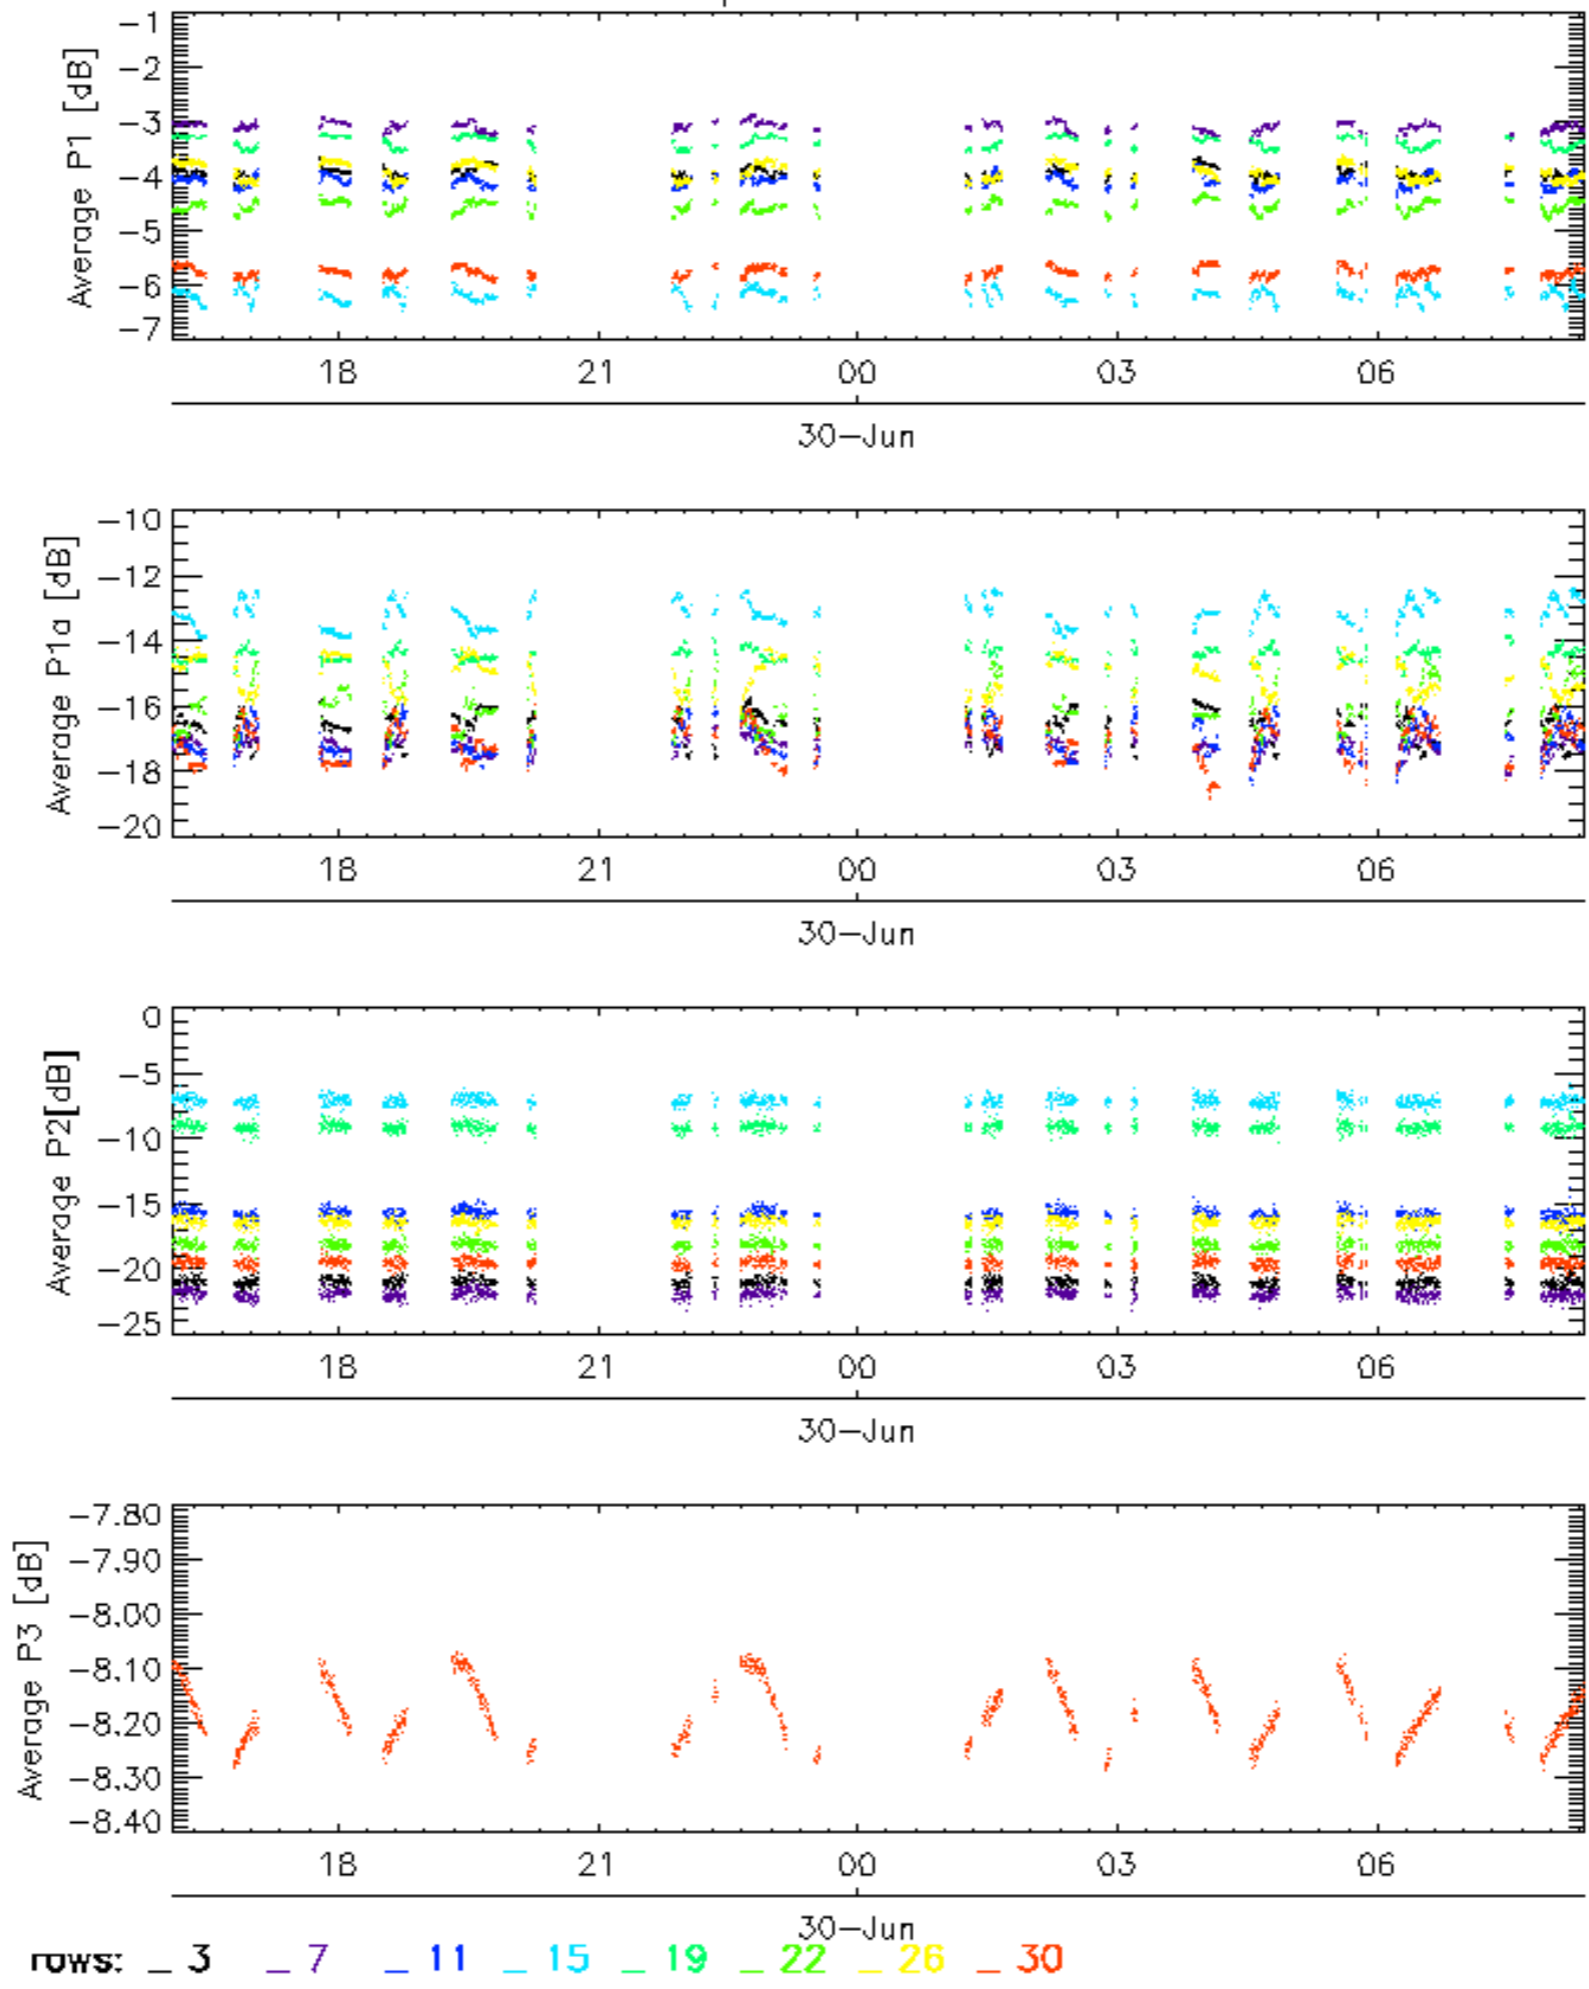 Average P1 [dB]
−1
−2
−3
−4
−5
−6
−7
18 21 00 03 06
30−Jun
Average P1a [dB]
−10
−12
−14
−16
−18
−20
18 21 00 03 06
30−Jun
Average P2[dB]
0
−5
−10
−15
−20
−25
18 21 00 03 06
30−Jun
Average P3 [dB]
−7.80
−7.90
−8.00
−8.10
−8.20
−8.30
−8.40
18 21 00 03 06
30−Jun
rows: _ 3 _ 7 _ 11 _ 15 _ 19 _ 22 _ 26 _ 30